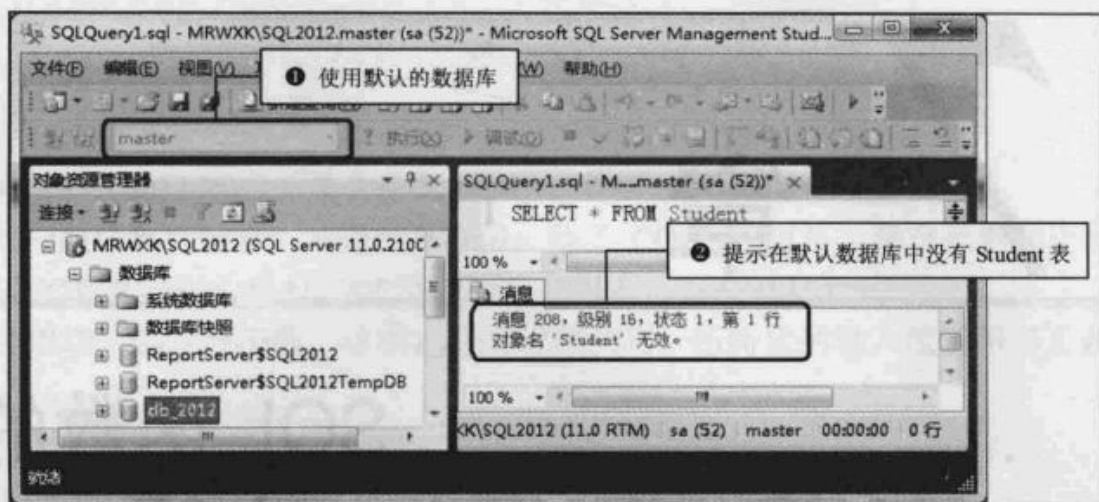 SQLQuery1.sql - MRWXK\SQL2012.master (sa (52))* - Microsoft SQL Server Management Stud...
文件(F) 编辑(E) 视图(V) (W) 帮助(H)
❶ 使用默认的数据库
master 执行(X) 调试(D)
对象资源管理器
连接
MRWXK\SQL2012 (SQL Server 11.0.210C
数据库
系统数据库
数据库快照
ReportServer$SQL2012
ReportServer$SQL2012TempDB
db_2012
SQLQuery1.sql - M....master (sa (52))*
SELECT * FROM Student
❷ 提示在默认数据库中没有 Student 表
100 %
消息
消息 208，级别 16，状态 1，第 1 行
对象名 'Student' 无效。
100 %
KK\SQL2012 (11.0 RTM) sa (52) master 00:00:00 0 行
就绪